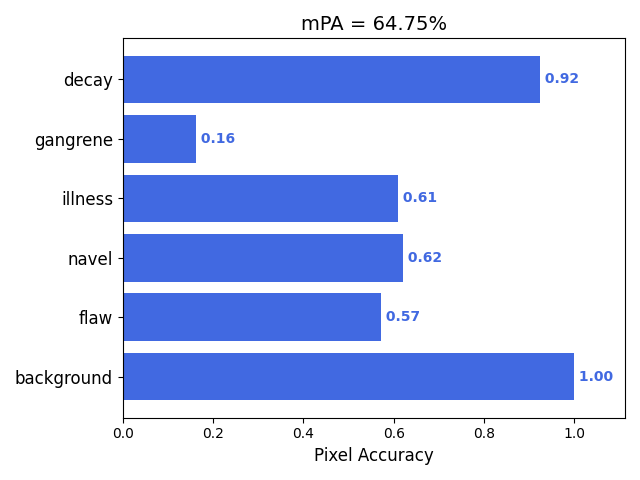 mPA = 64.75%
decay 0.92
gangrene 0.16
illness 0.61
navel 0.62
flaw 0.57
background 1.00
0.0 0.2 0.4 0.6 0.8 1.0
Pixel Accuracy